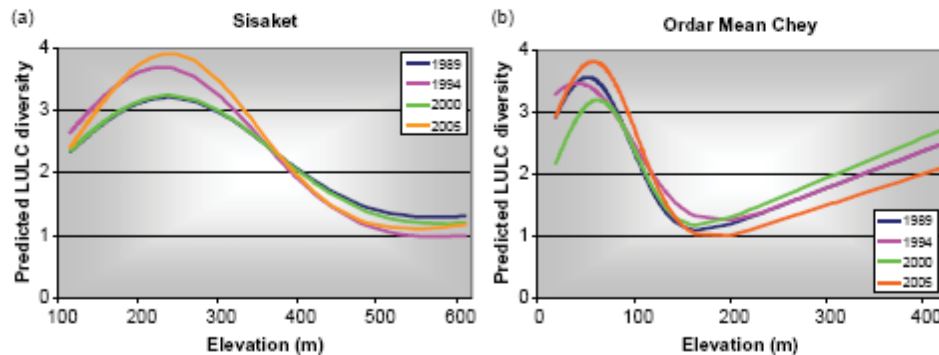 (a) Sisaket
Predicted LULC diversity
4
3
2
1
0
1989
1994
2000
2005
100 200 300 400 500 600
Elevation (m)
(b) Ordar Mean Chey
Predicted LULC diversity
4
3
2
1
0
1989
1994
2000
2005
0 100 200 300 400
Elevation (m)